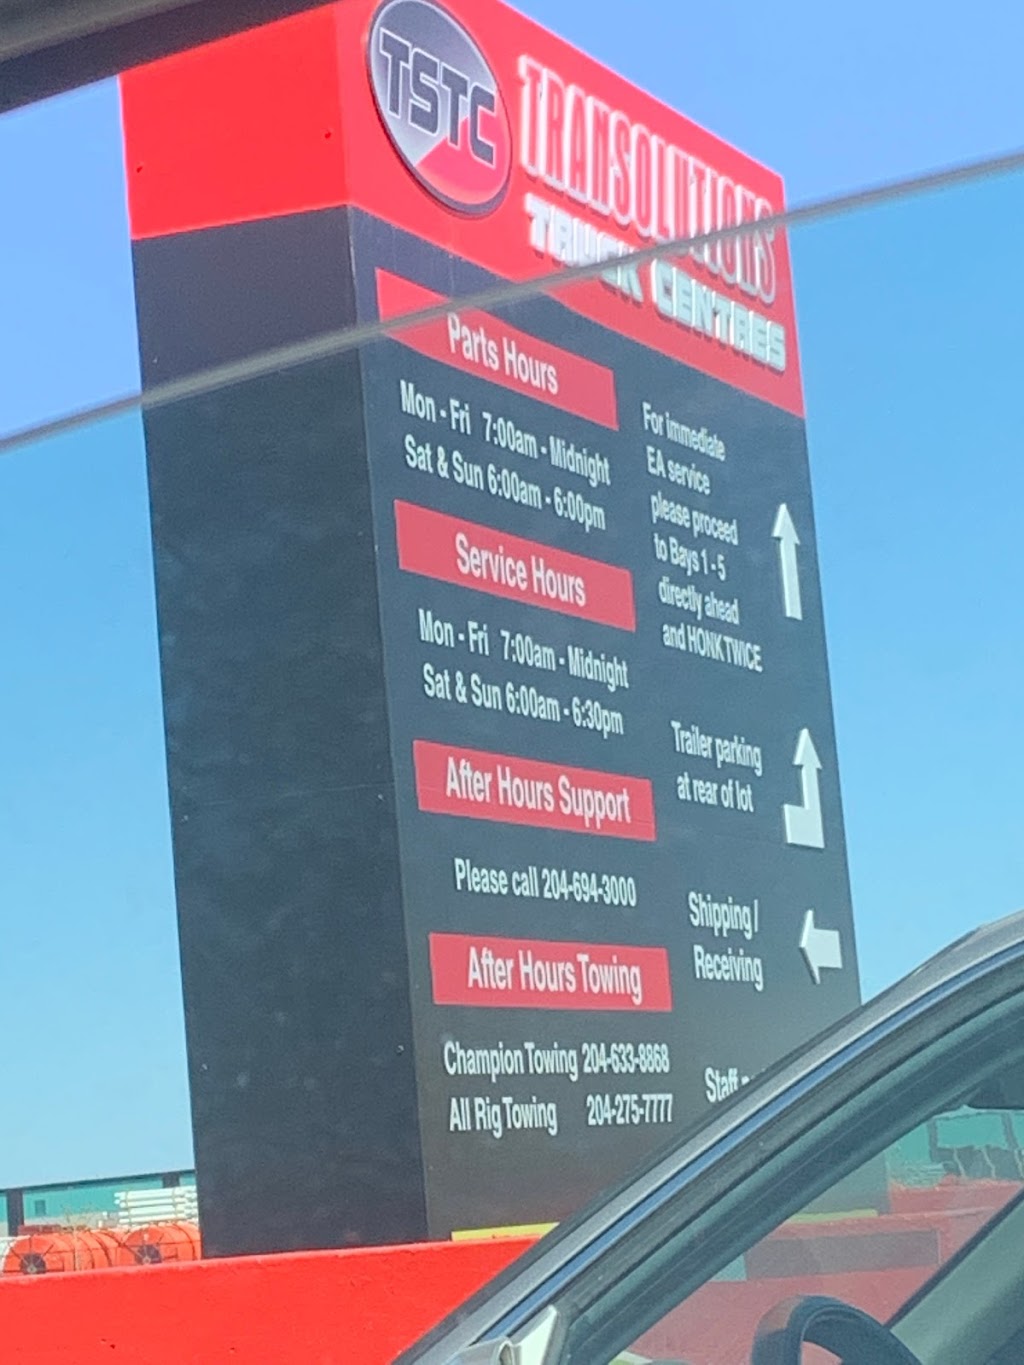 TSTC
TRANSOLUTIONS
TRUCK CENTRES
Parts Hours
Mon - Fri 7:00am - Midnight
Sat & Sun 6:00am - 6:00pm
Service Hours
Mon - Fri 7:00am - Midnight
Sat & Sun 6:00am - 6:30pm
After Hours Support
Please call 204-694-3000
After Hours Towing
Champion Towing 204-633-8868
All Rig Towing 204-275-7777
For immediate
EA service
please proceed
to Bays 1 - 5
directly ahead
and HONK TWICE
Trailer parking
at rear of lot
Shipping /
Receiving
Staff